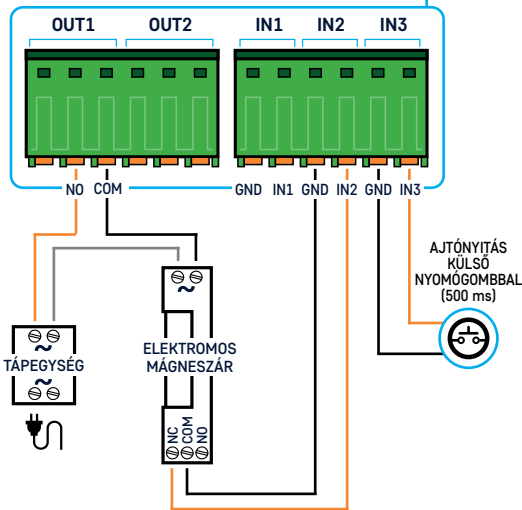 OUT1 OUT2 IN1 IN2 IN3
NO COM GND IN1 GND IN2 GND IN3
AJTÓNYITÁS
KÜLSŐ
NYOMÓGOMBBAL
(500 ms)
~
~
TÁPEGYSÉG
~
ELEKTROMOS
MÁGNESZÁR
NC COM NO